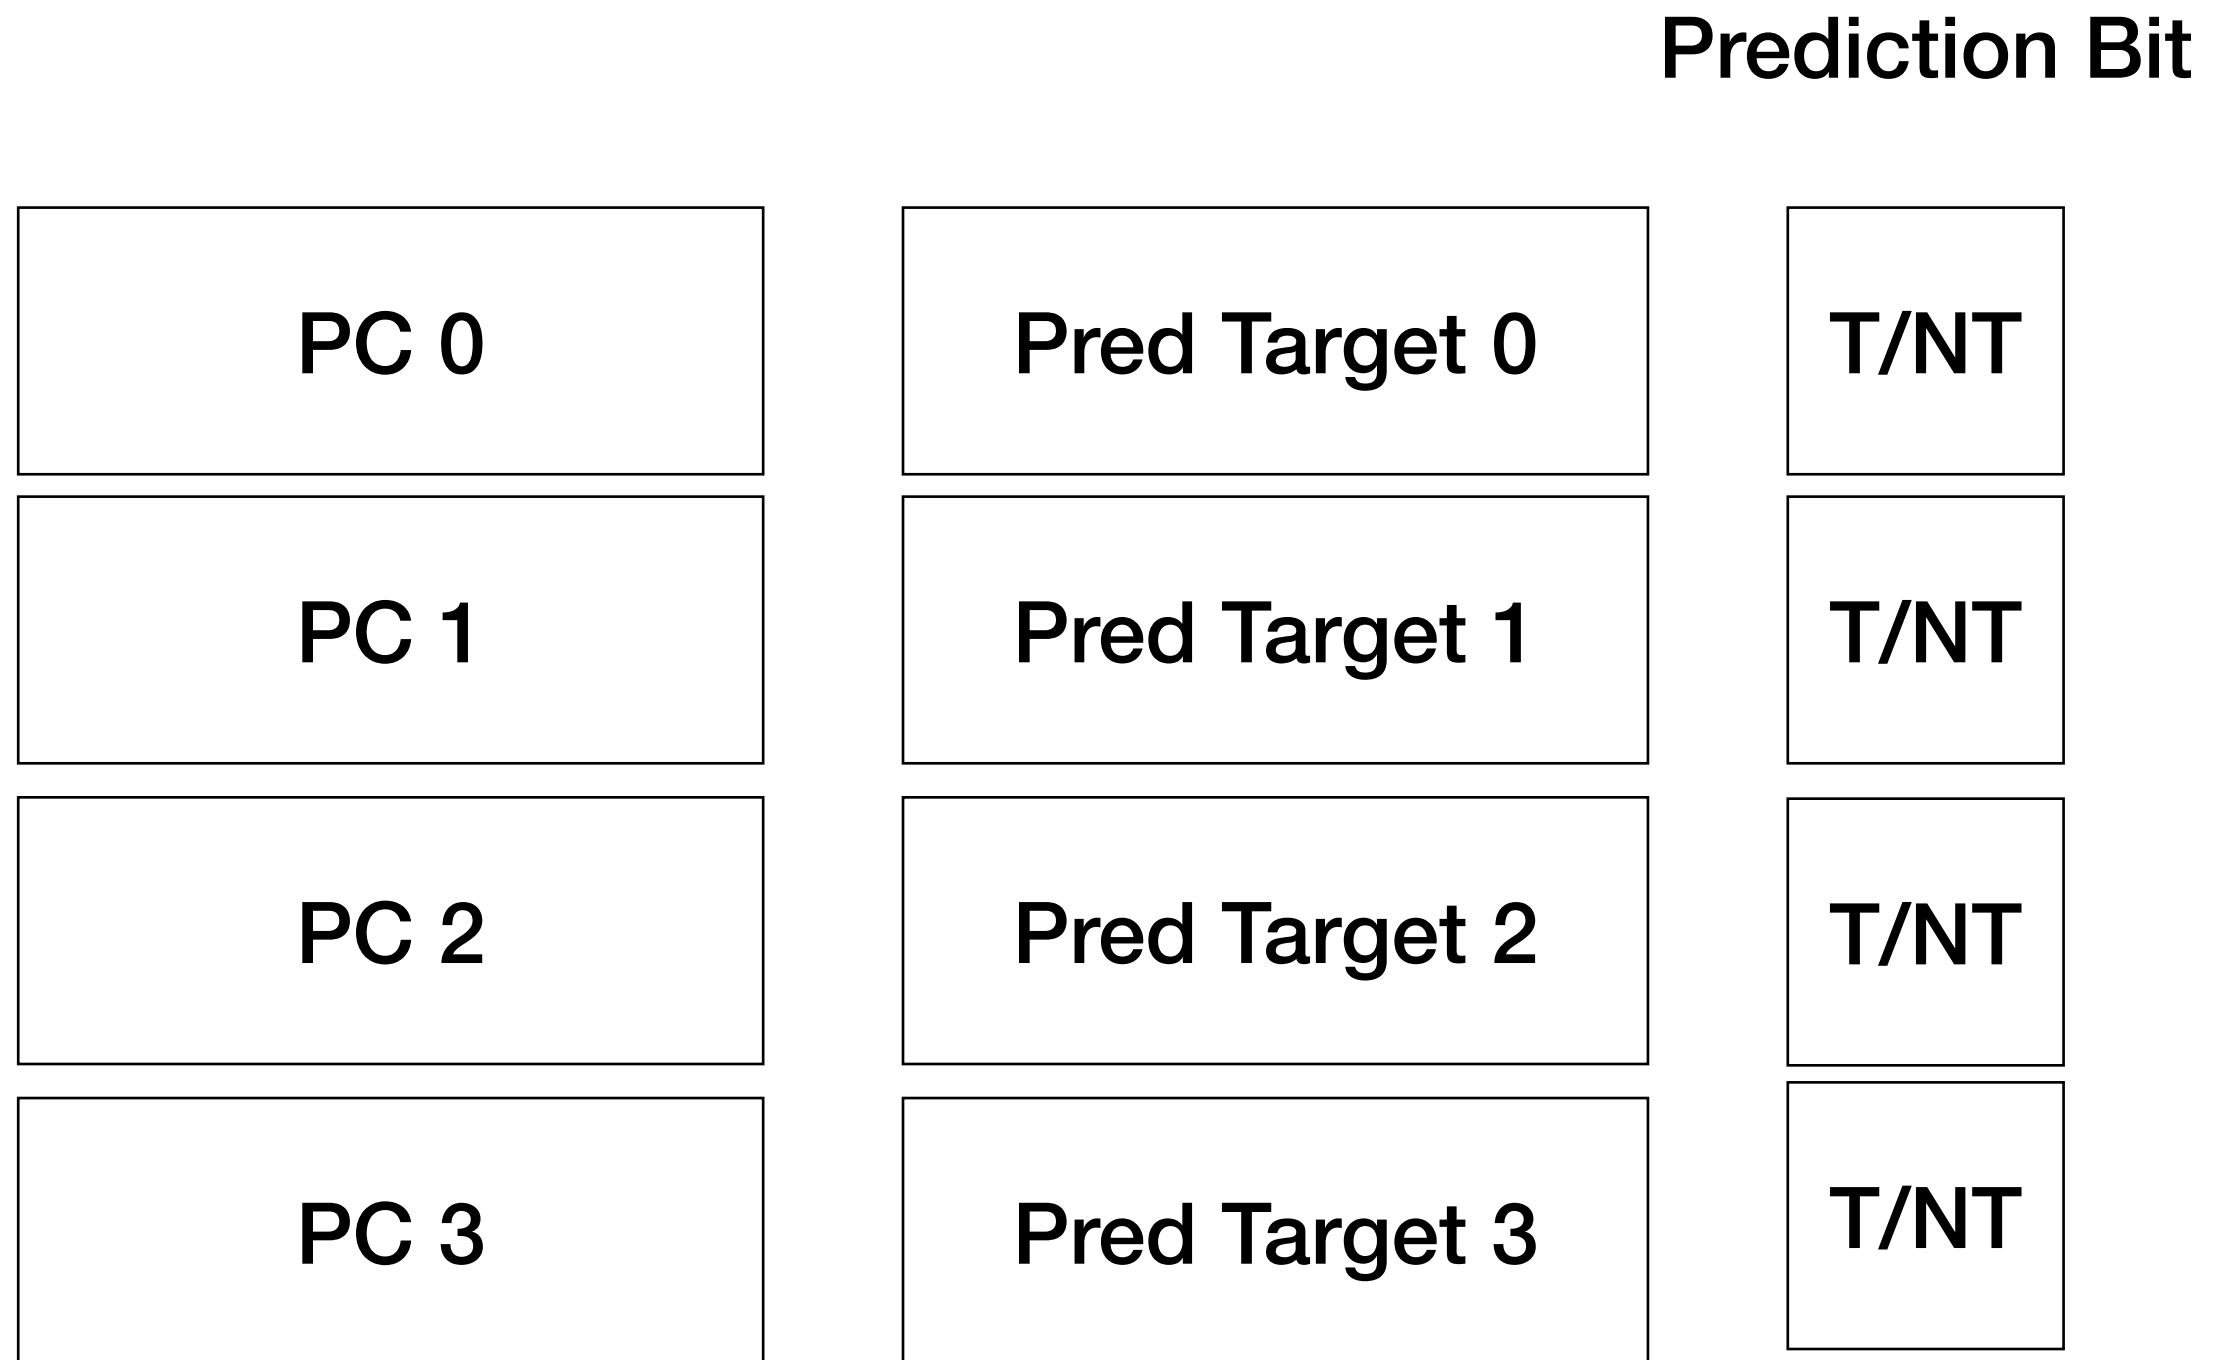 Prediction Bit
PC 0 Pred Target 0 T/NT
PC 1 Pred Target 1 T/NT
PC 2 Pred Target 2 T/NT
PC 3 Pred Target 3 T/NT